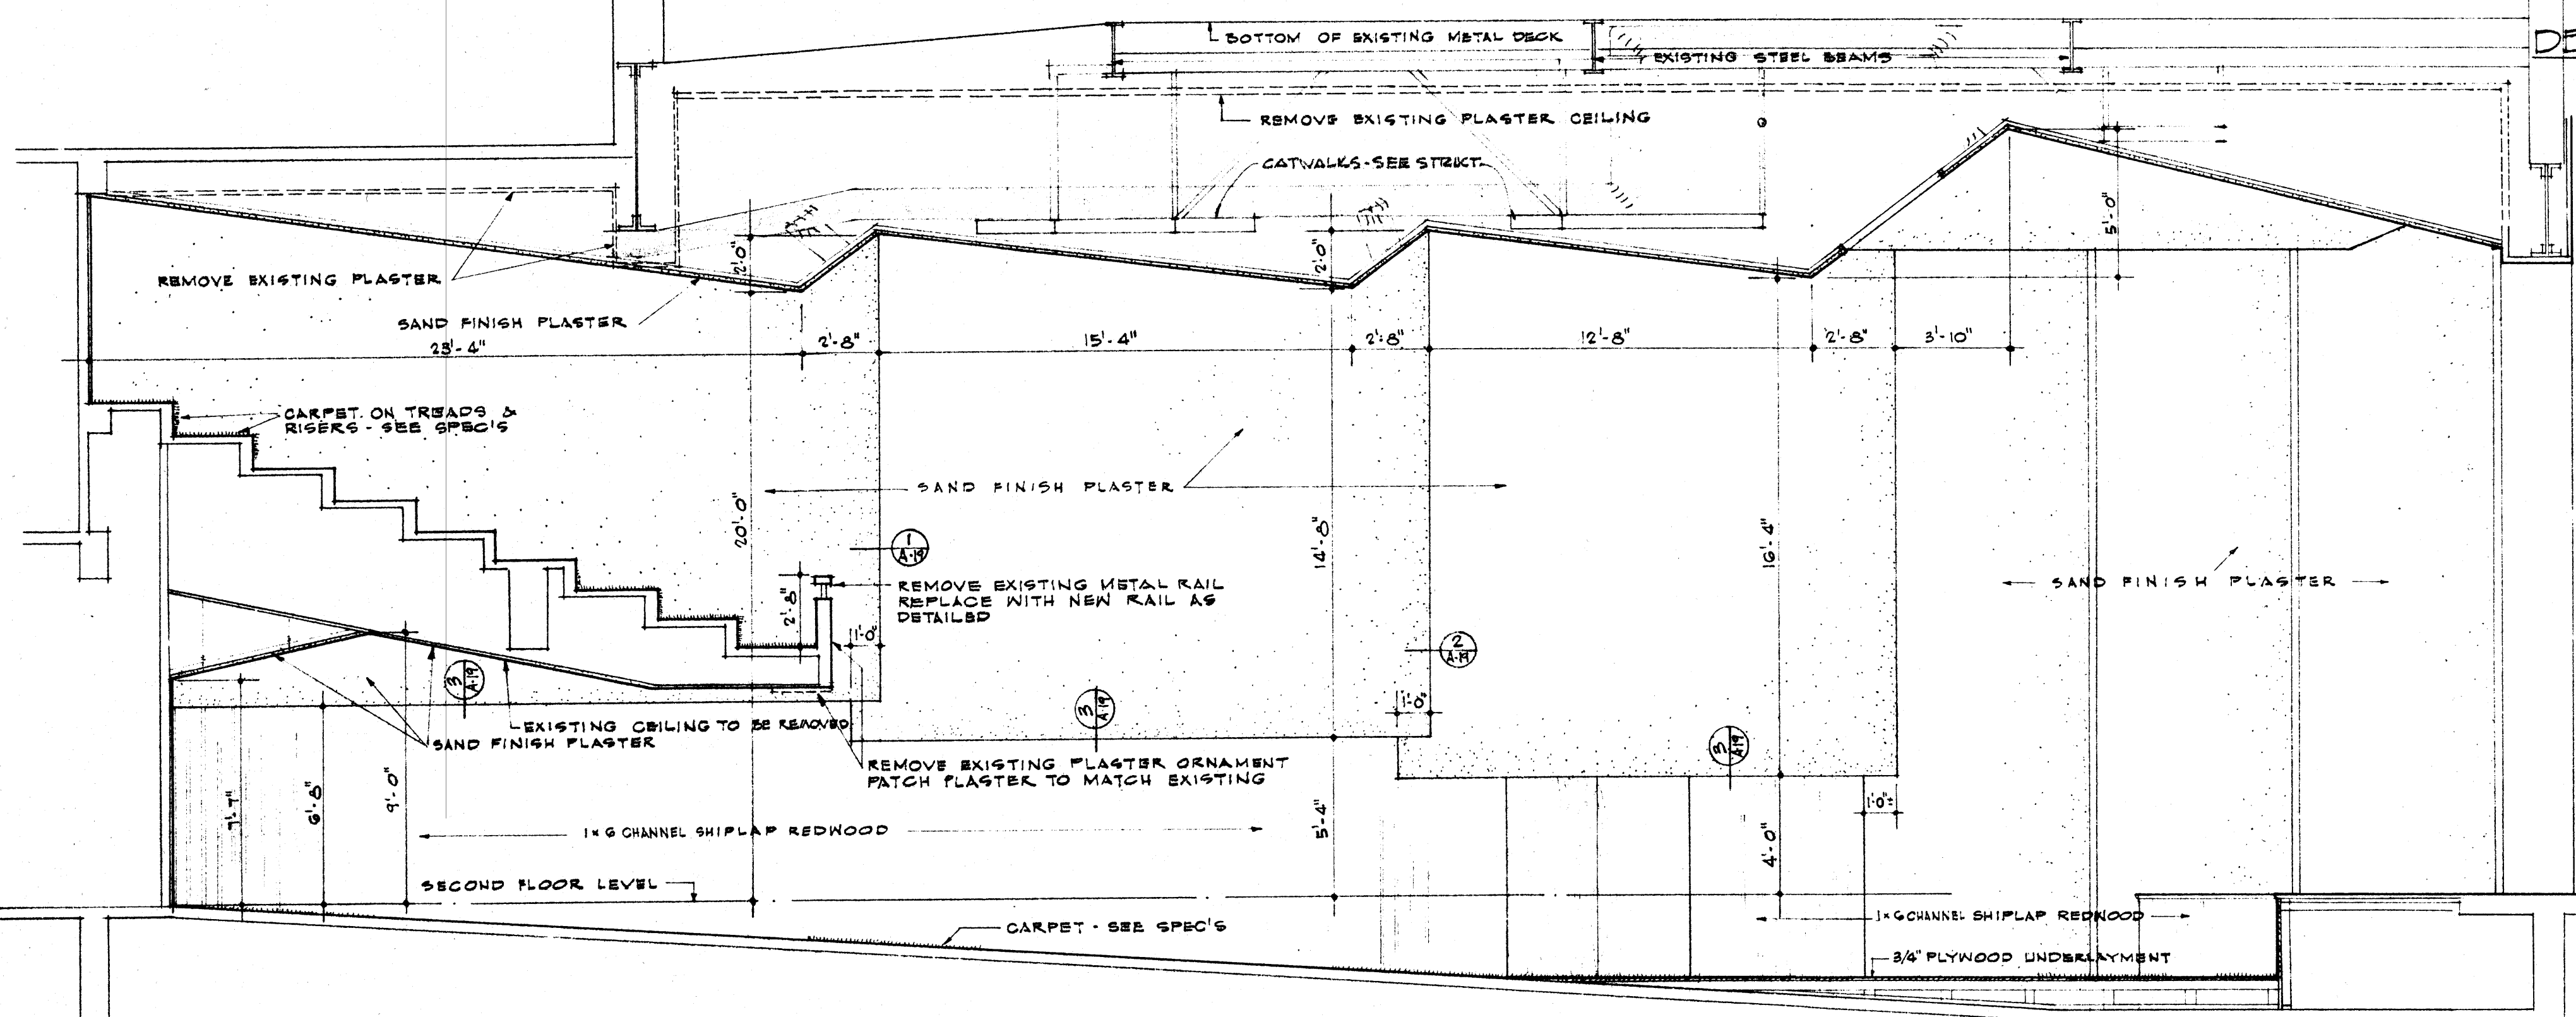 BOTTOM OF EXISTING METAL DECK
EXISTING STEEL BEAMS
REMOVE EXISTING PLASTER CEILING
CATWALKS-SEE STRUCT.
REMOVE EXISTING PLASTER
SAND FINISH PLASTER
2'-0"
2'-0"
5'-0"
23'-4"
2'-8"
15'-4"
2'-8"
12'-8"
2'-8"
3'-10"
CARPET ON TREADS &
RISERS - SEE SPEC'S
SAND FINISH PLASTER
20'-0"
14'-8"
16'-4"
1
A-19
REMOVE EXISTING METAL RAIL
REPLACE WITH NEW RAIL AS
DETAILED
2'-8"
1'-0"
SAND FINISH PLASTER
2
A-19
3
A-19
3
A-19
1'-0"
3
A-19
EXISTING CEILING TO BE REMOVED
SAND FINISH PLASTER
REMOVE EXISTING PLASTER ORNAMENT
PATCH PLASTER TO MATCH EXISTING
7'-7"
6'-8"
9'-0"
1×6 CHANNEL SHIPLAP REDWOOD
5'-4"
4'-0"
1'-0"±
SECOND FLOOR LEVEL
CARPET - SEE SPEC'S
1×6 CHANNEL SHIPLAP REDWOOD
3/4" PLYWOOD UNDERLAYMENT